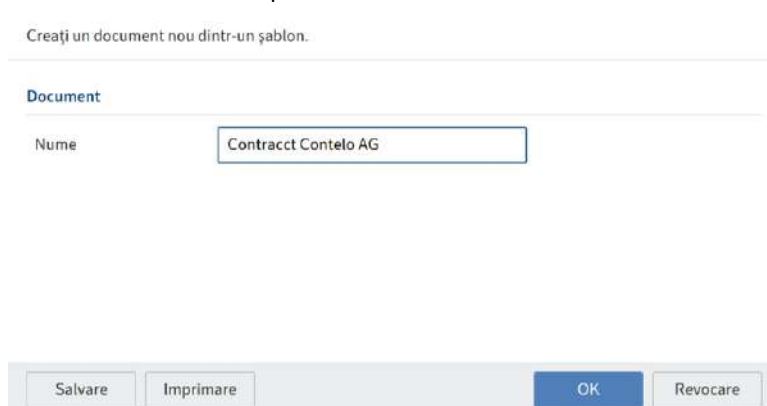 Creați un document nou dintr-un șablon.
Document
Nume Contracct Contelo AG
Salvare Imprimare OK Revocare